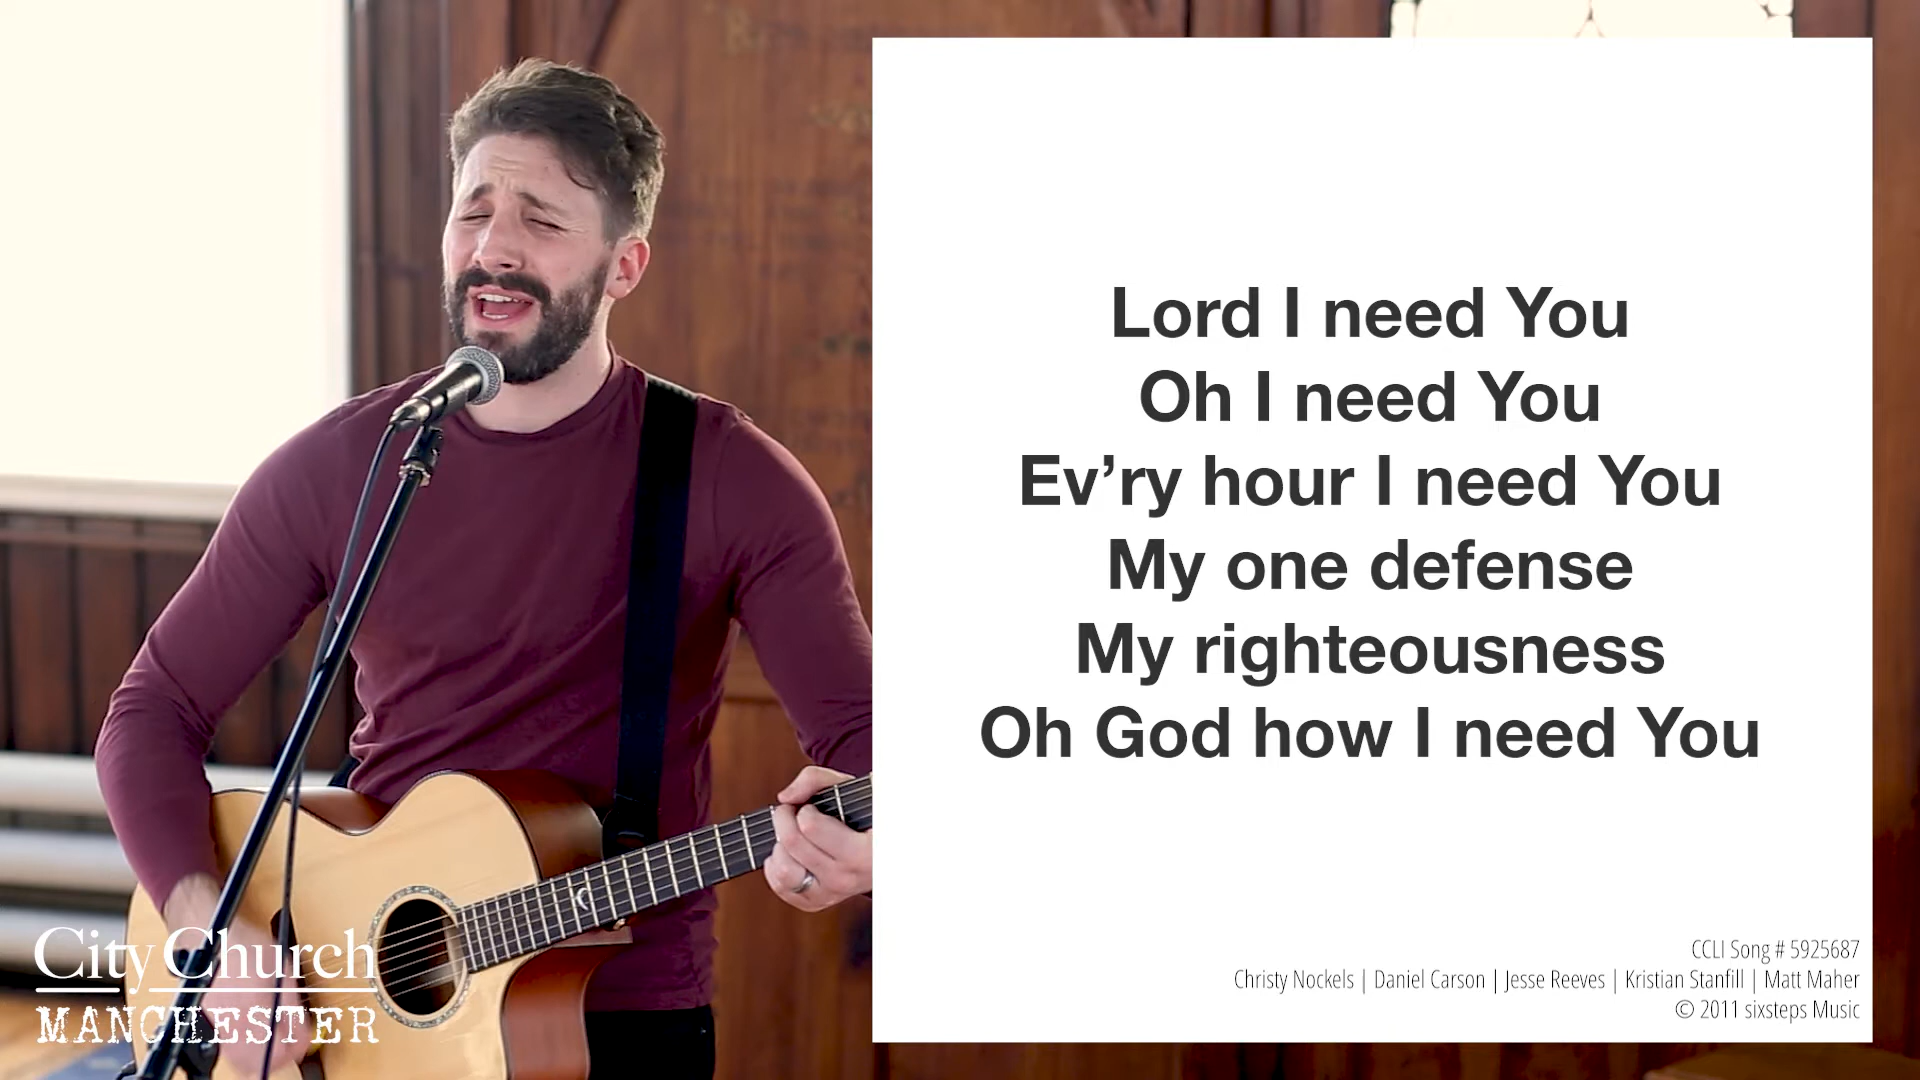 Lord I need You
Oh I need You
Ev’ry hour I need You
My one defense
My righteousness
Oh God how I need You
CCLI Song # 5925687
Christy Nockels | Daniel Carson | Jesse Reeves | Kristian Stanfill | Matt Maher
© 2011 sixsteps Music
City Church
MANCHESTER